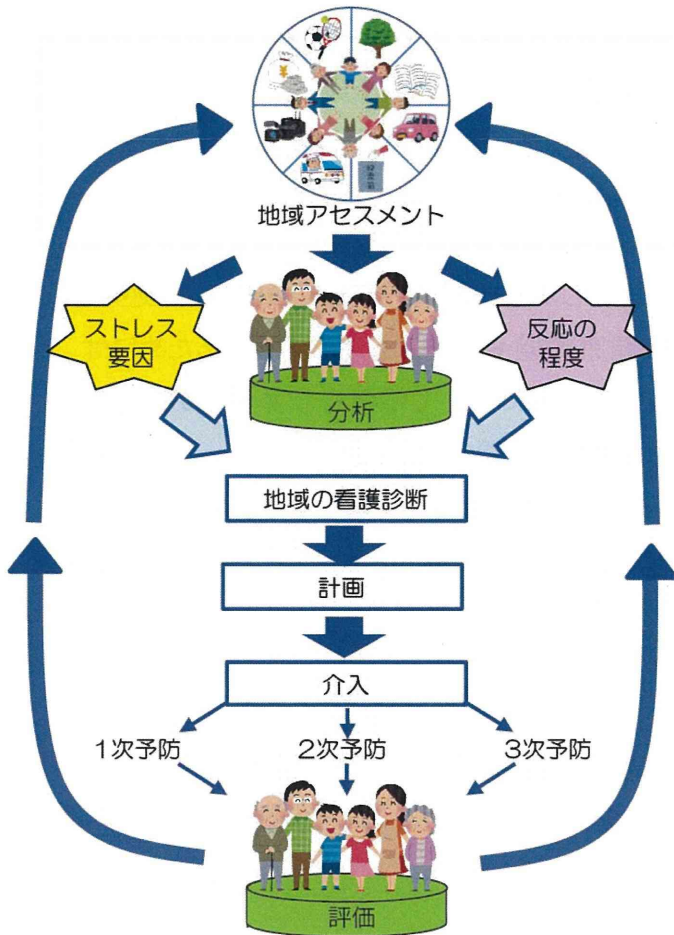 地域アセスメント
ストレス
要因
反応の
程度
分析
地域の看護診断
計画
介入
1次予防
2次予防
3次予防
評価